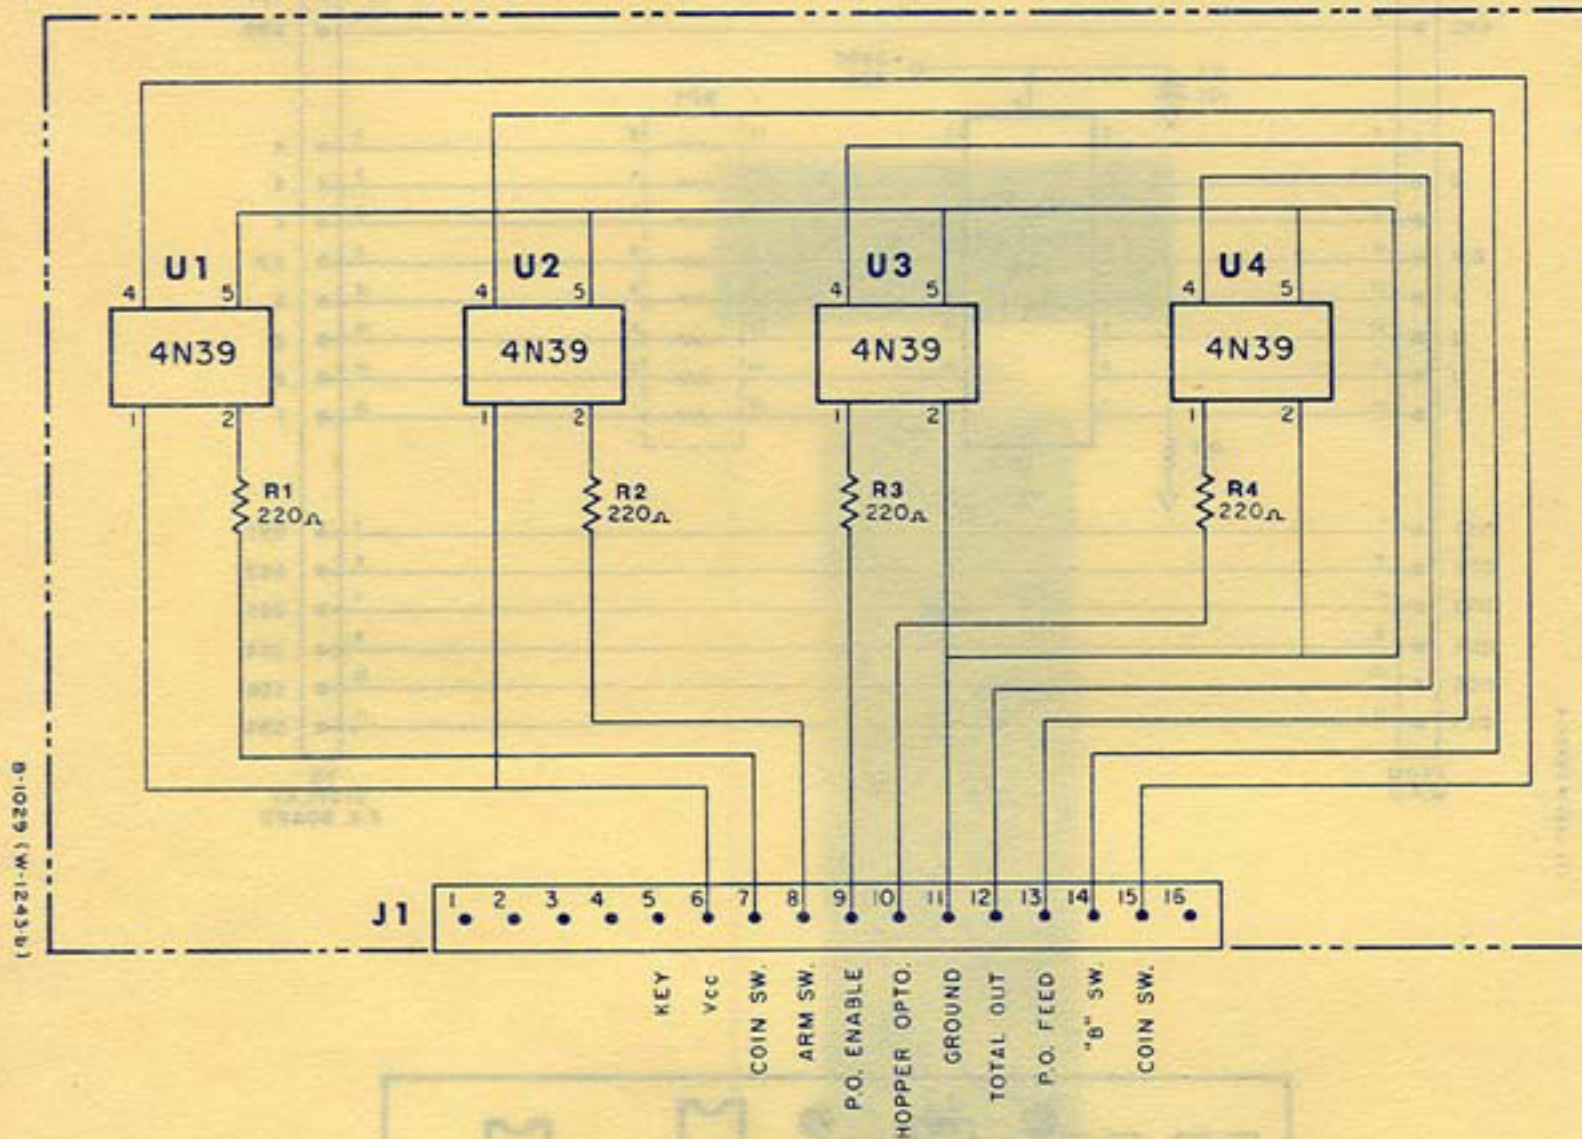 U1
U2
U3
U4
4 5
4 5
4 5
4 5
4N39
4N39
4N39
4N39
1 2
1 2
1 2
1 2
R1
220Ω
R2
220Ω
R3
220Ω
R4
220Ω
J1
1 2 3 4 5 6 7 8 9 10 11 12 13 14 15 16
KEY
Vcc
COIN SW.
ARM SW.
P.O. ENABLE
HOPPER OPTO.
GROUND
TOTAL OUT
P.O. FEED
"B" SW.
COIN SW.
B-1029 (W-1243-b)
P.C. BOARD